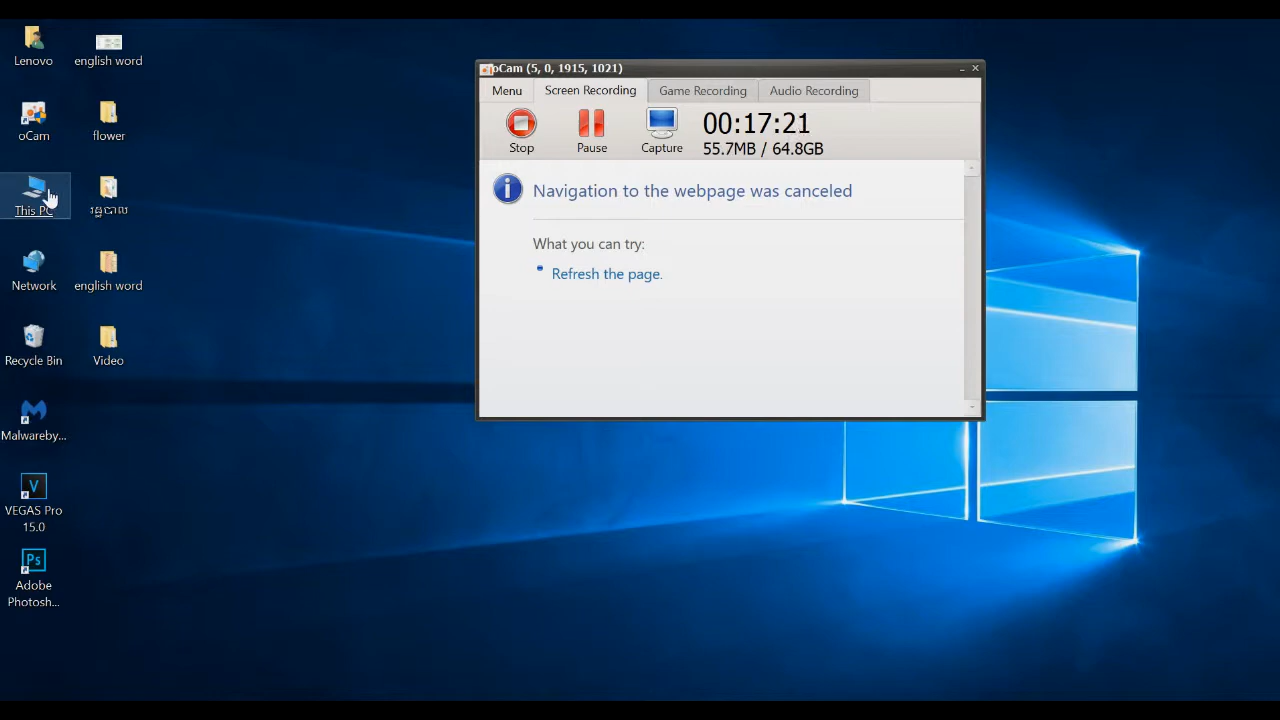 Lenovo
english word
oCam
flower
This PC
រដ្ឋបាល
Network
english word
Recycle Bin
Video
Malwareby...
VEGAS Pro
15.0
Adobe
Photosh...
oCam (5, 0, 1915, 1021)
Menu
Screen Recording
Game Recording
Audio Recording
Stop
Pause
Capture
00:17:21
55.7MB / 64.8GB
Navigation to the webpage was canceled
What you can try:
Refresh the page.